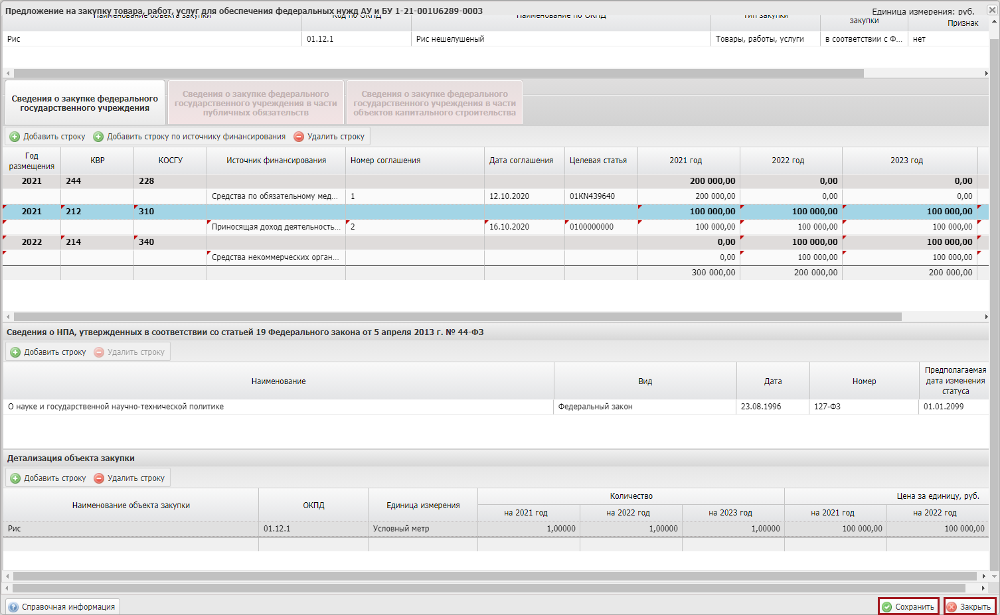 Предложение на закупку товара, работ, услуг для обеспечения федеральных нужд АУ и БУ 1-21-001U6289-0003
Единица измерения: руб.
Наименование объекта закупки Код по ОКПД Наименование по ОКПД Тип закупки закупки Признак
Рис 01.12.1 Рис нешелушеный Товары, работы, услуги в соответствии с Ф... нет
Сведения о закупке федерального
государственного учреждения
Сведения о закупке федерального
государственного учреждения в части
публичных обязательств
Сведения о закупке федерального
государственного учреждения в части
объектов капитального строительства
Добавить строку Добавить строку по источнику финансирования Удалить строку
Год
размещения
КВР КОСГУ Источник финансирования Номер соглашения Дата соглашения Целевая статья 2021 год 2022 год 2023 год
2021 244 228 200 000,00 0,00 0,00
Средства по обязательному мед... 1 12.10.2020 01KN439640 200 000,00 0,00 0,00
2021 212 310 100 000,00 100 000,00 100 000,00
Приносящая доход деятельность... 2 16.10.2020 0100000000 100 000,00 100 000,00 100 000,00
2022 214 340 0,00 100 000,00 100 000,00
Средства некоммерческих орган... 0,00 100 000,00 100 000,00
300 000,00 200 000,00 200 000,00
Сведения о НПА, утвержденных в соответствии со статьей 19 Федерального закона от 5 апреля 2013 г. № 44-ФЗ
Добавить строку Удалить строку
Наименование Вид Дата Номер
Предполагаемая
дата изменения
статуса
О науке и государственной научно-технической политике Федеральный закон 23.08.1996 127-ФЗ 01.01.2099
Детализация объекта закупки
Добавить строку Удалить строку
Наименование объекта закупки ОКПД Единица измерения Количество Цена за единицу, руб.
на 2021 год на 2022 год на 2023 год на 2021 год на 2022 год
Рис 01.12.1 Условный метр 1,00000 1,00000 1,00000 100 000,00 100 000,00
Справочная информация Сохранить Закрыть